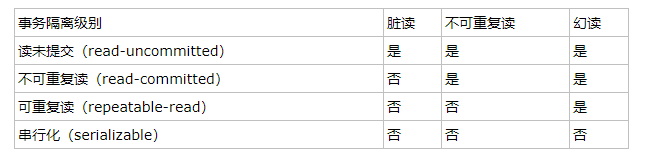 事务隔离级别 脏读 不可重复读 幻读
读未提交（read-uncommitted） 是 是 是
不可重复读（read-committed） 否 是 是
可重复读（repeatable-read） 否 否 是
串行化（serializable） 否 否 否